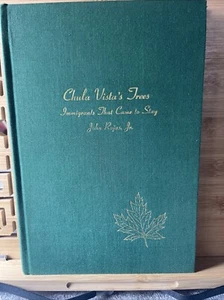 Chula Vista's Trees
Immigrants That Came to Stay
John Rojas, Jr.